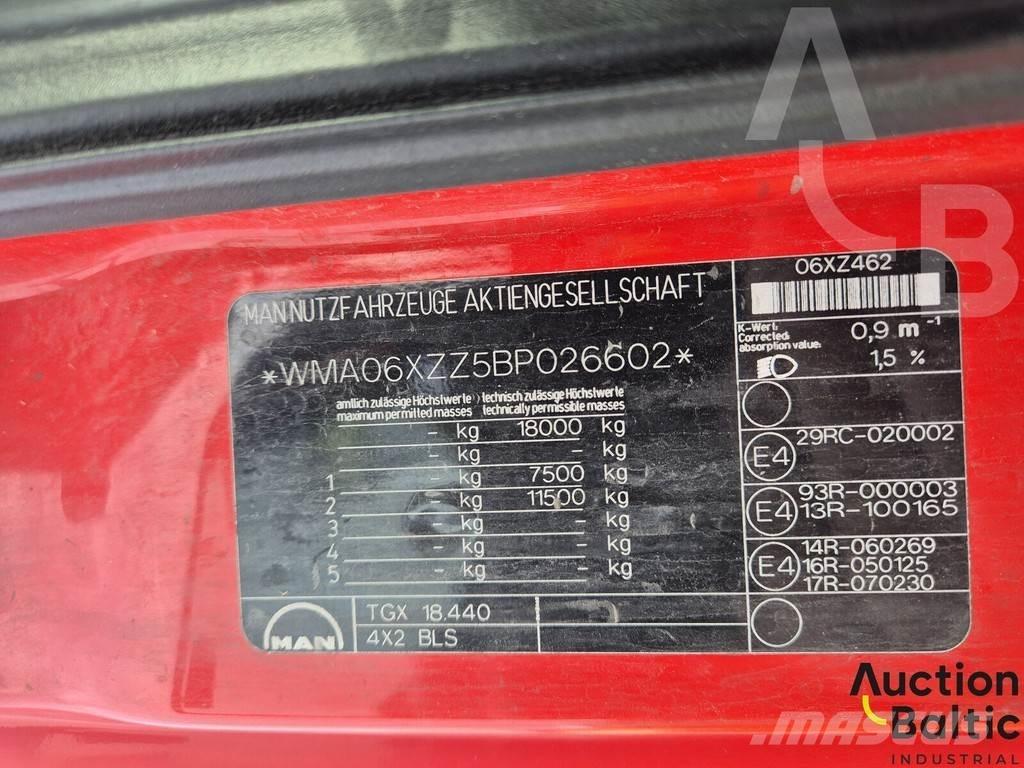 06XZ462
MAN NUTZFAHRZEUGE AKTIENGESELLSCHAFT
K-Wert:
Corrected
absorption value:
0,9 m⁻¹
1,5 %
*WMA06XZZ5BP026602*
amtlich zulässige Höchstwerte technisch zulässige Höchstwerte
maximum permitted masses technically permissible masses
- kg 18000 kg
- kg - kg
1 - kg 7500 kg
2 - kg 11500 kg
3 - kg - kg
4 - kg - kg
5 - kg - kg
E4 29RC-020002
E4 93R-000003
13R-100165
E4 14R-060269
16R-050125
17R-070230
MAN TGX 18.440
4X2 BLS
A
B
Auction
Baltic
INDUSTRIAL
MASCUS